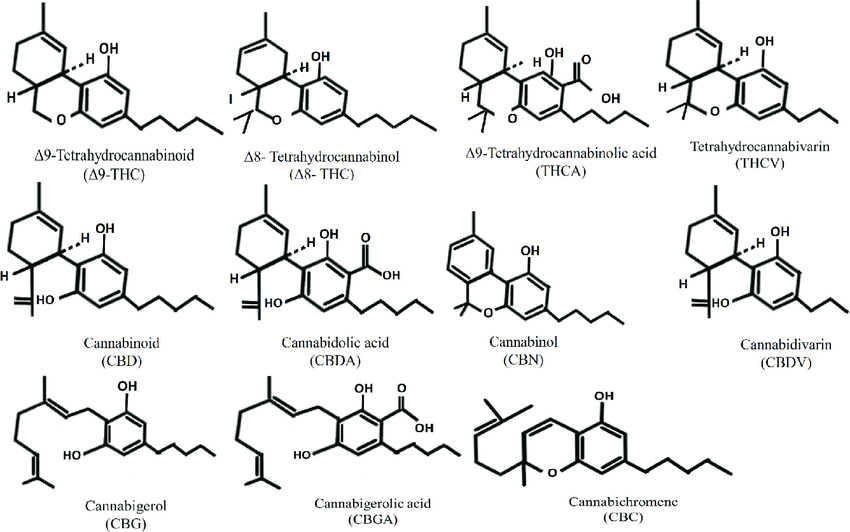 OH
H
H
O
Δ9-Tetrahydrocannabinoid
(Δ9-THC)
OH
H
I
O
Δ8- Tetrahydrocannabinol
(Δ8- THC)
H
OH
O
OH
H
O
Δ9-Tetrahydrocannabinolic acid
(THCA)
OH
H
H
O
Tetrahydrocannabivarin
(THCV)
OH
H
H
HO
Cannabinoid
(CBD)
OH
O
OH
H
H
HO
Cannabidolic acid
(CBDA)
OH
O
Cannabinol
(CBN)
OH
H
H
HO
Cannabidivarin
(CBDV)
OH
HO
Cannabigerol
(CBG)
OH
O
OH
HO
Cannabigerolic acid
(CBGA)
OH
O
Cannabichromene
(CBC)